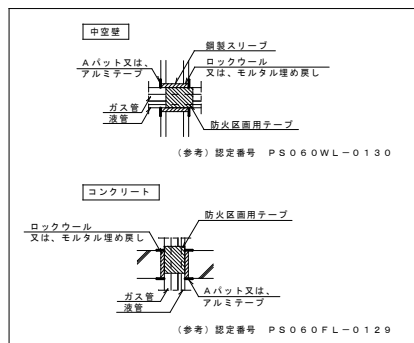 中空壁
鋼製スリーブ
Aパット又は、
アルミテープ
ロックウール
又は、モルタル埋め戻し
ガス管
液管
防火区画用テープ
(参考)認定番号 PS060WL-0130
コンクリート
防火区画用テープ
ロックウール
又は、モルタル埋め戻し
ガス管
液管
Aパット又は、
アルミテープ
(参考)認定番号 PS060FL-0129